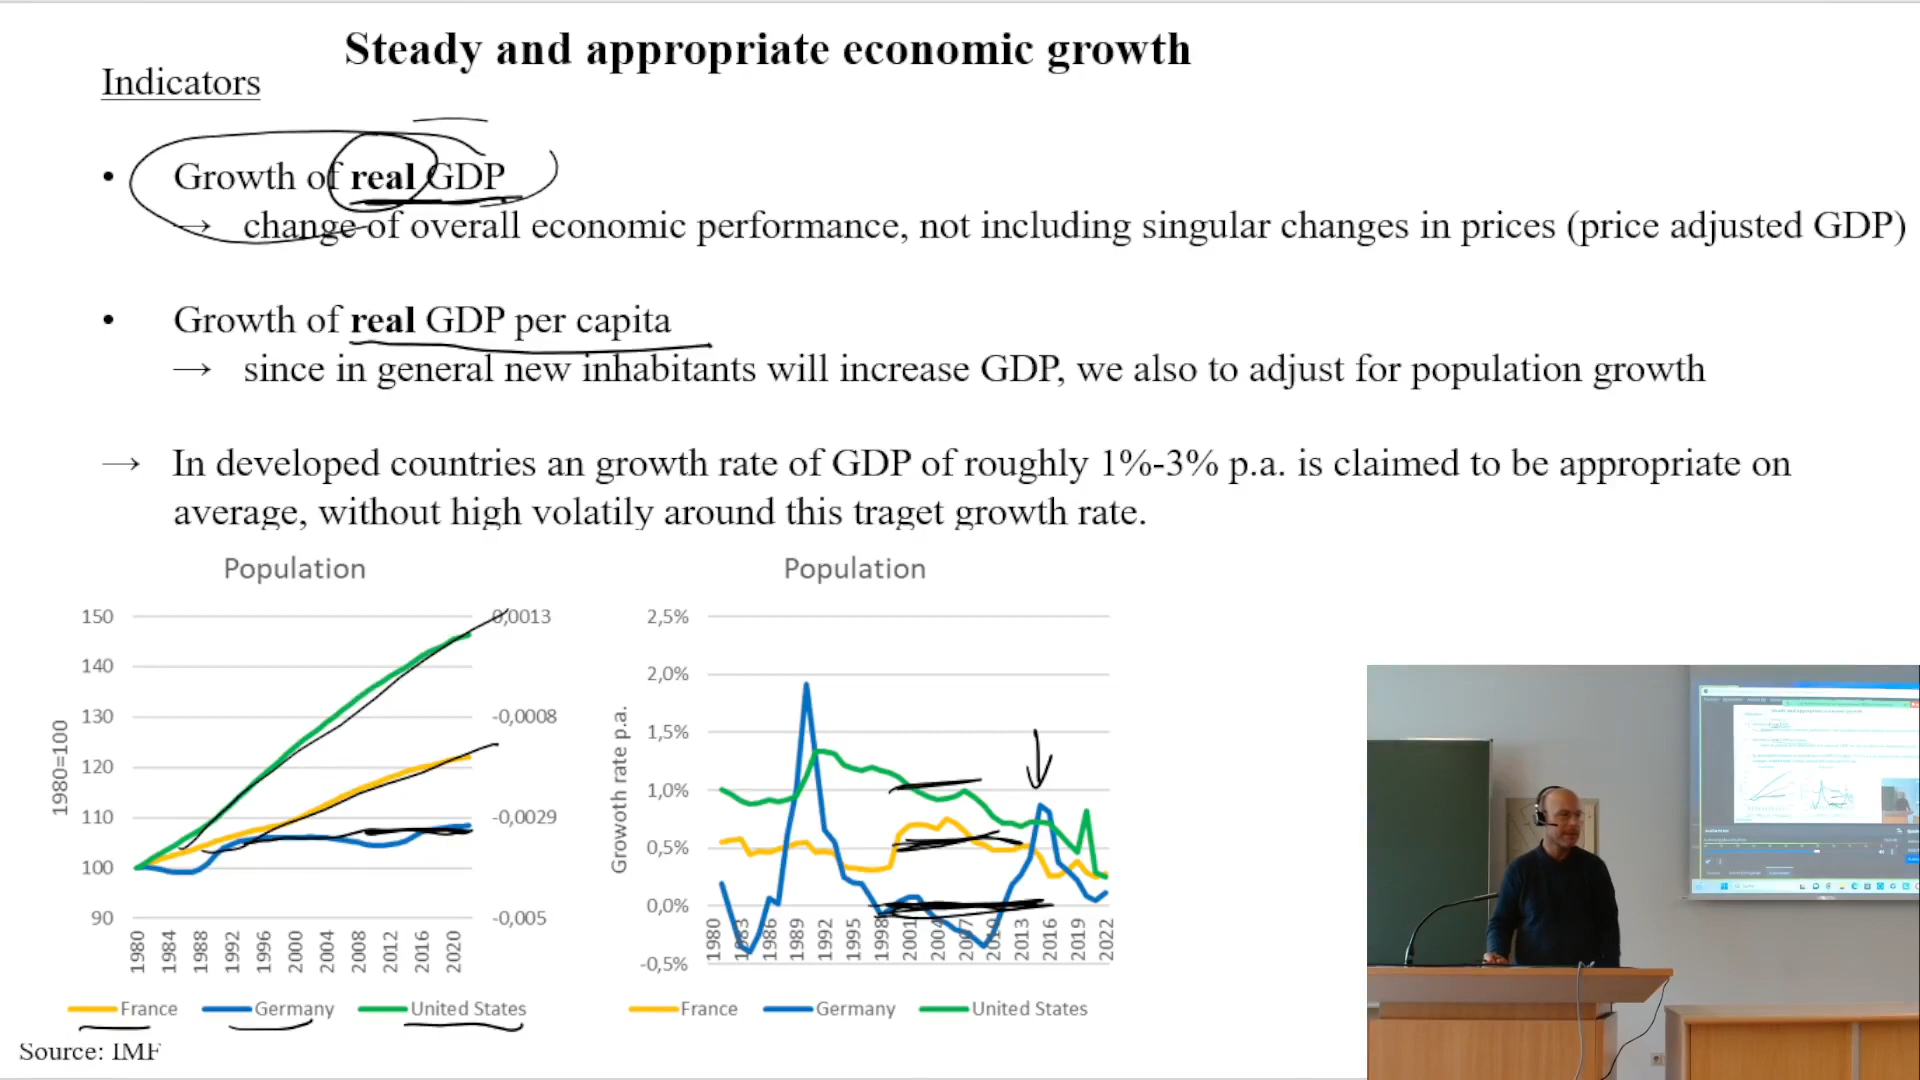 Steady and appropriate economic growth
Indicators
• Growth of real GDP
→ change of overall economic performance, not including singular changes in prices (price adjusted GDP)
• Growth of real GDP per capita
→ since in general new inhabitants will increase GDP, we also to adjust for population growth
→ In developed countries an growth rate of GDP of roughly 1%-3% p.a. is claimed to be appropriate on
average, without high volatily around this traget growth rate.
Population
150
140
130
120
110
100
90
1980=100
0,0013
-0,0008
-0,0029
-0,005
1980 1984 1988 1992 1996 2000 2004 2008 2012 2016 2020
France Germany United States
Population
2,5%
2,0%
1,5%
1,0%
0,5%
0,0%
-0,5%
Growoth rate p.a.
1980 1983 1986 1989 1992 1995 1998 2001 2004 2007 2010 2013 2016 2019 2022
France Germany United States
Source: IMF